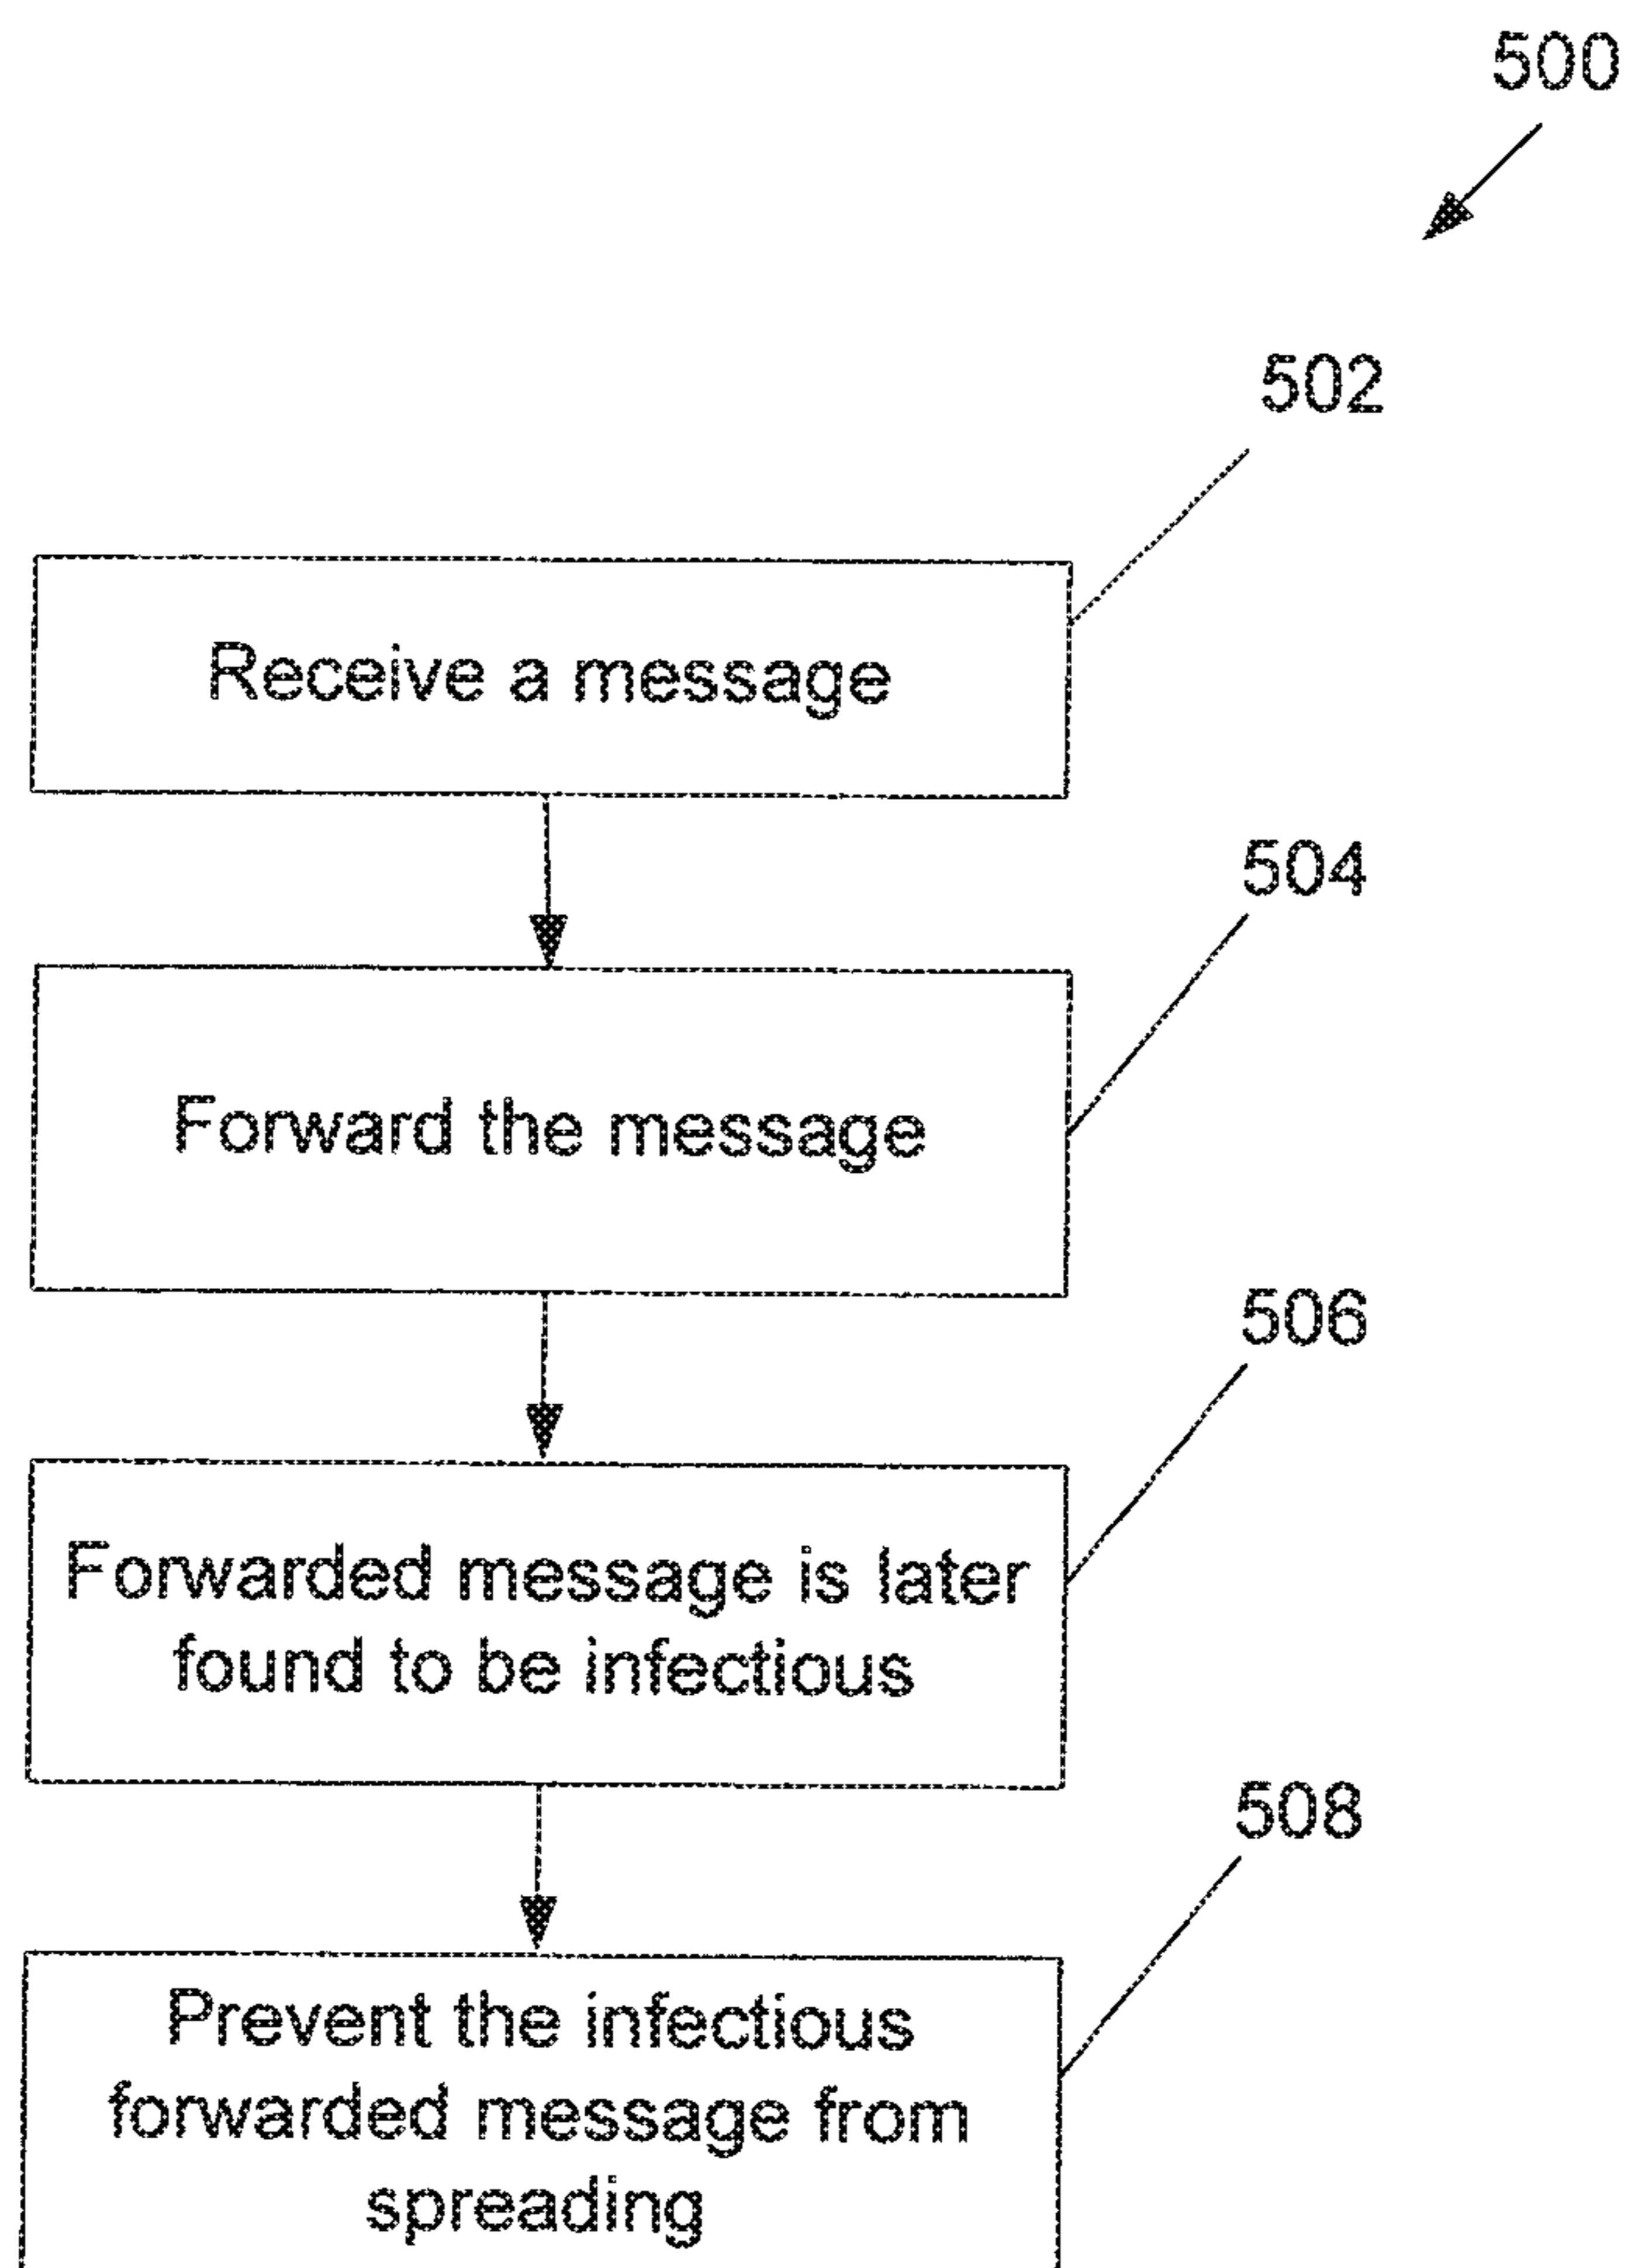 500
502
Receive a message
504
Forward the message
506
Forwarded message is later
found to be infectious
508
Prevent the infectious
forwarded message from
spreading